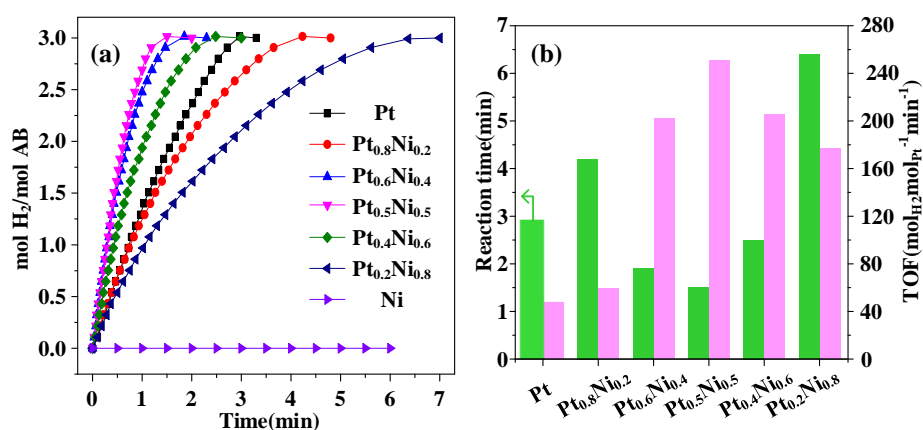 (a)
3.0
2.5
2.0
1.5
1.0
0.5
0.0
mol H₂/mol AB
Pt
Pt₀.₈Ni₀.₂
Pt₀.₆Ni₀.₄
Pt₀.₅Ni₀.₅
Pt₀.₄Ni₀.₆
Pt₀.₂Ni₀.₈
Ni
0 1 2 3 4 5 6 7
Time(min)
(b)
7
6
5
4
3
2
1
0
Reaction time(min)
280
240
200
160
120
80
40
0
TOF(mol_H2mol_Pt⁻¹min⁻¹)
Pt
Pt₀.₈Ni₀.₂
Pt₀.₆Ni₀.₄
Pt₀.₅Ni₀.₅
Pt₀.₄Ni₀.₆
Pt₀.₂Ni₀.₈